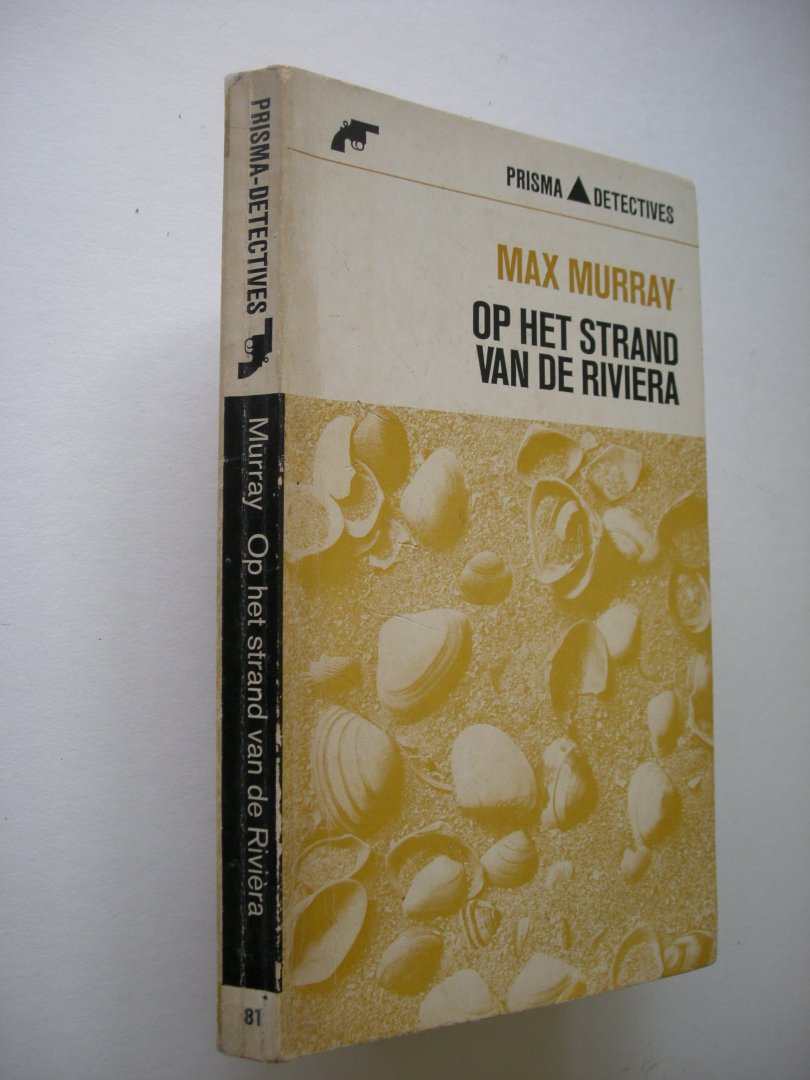 PRISMA DETECTIVES
MAX MURRAY
OP HET STRAND
VAN DE RIVIERA
PRISMA-DETECTIVES
Murray Op het strand van de Rivièra
81